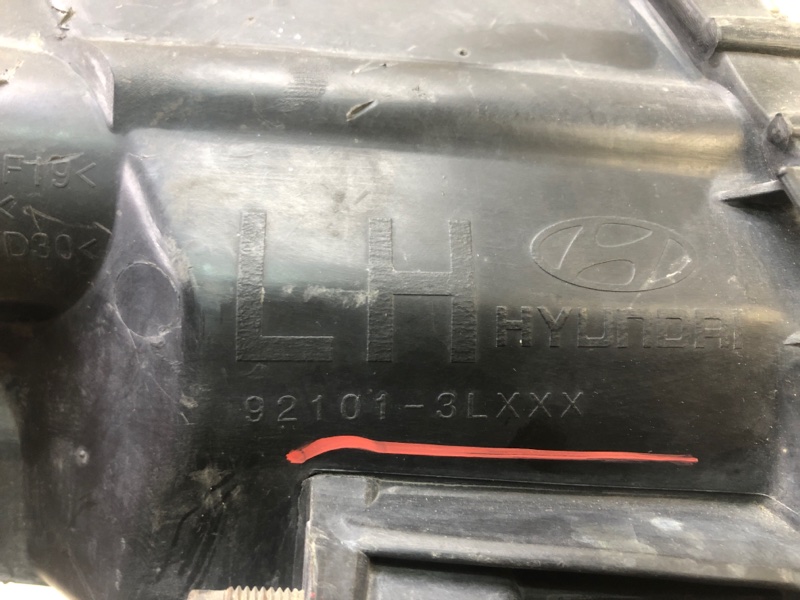 F19<
<
D30<
LH
HYUNDAI
92101-3LXXX